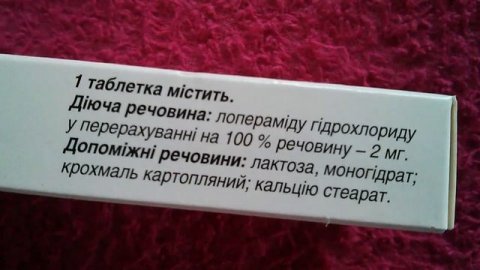 1 таблетка містить.
Діюча речовина: лопераміду гідрохлориду
у перерахуванні на 100 % речовину – 2 мг.
Допоміжні речовини: лактоза, моногідрат;
крохмаль картопляний; кальцію стеарат.